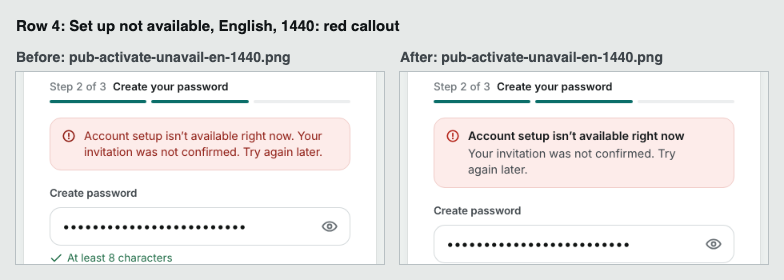 Row 4: Set up not available, English, 1440: red callout
Before: pub-activate-unavail-en-1440.png
Step 2 of 3 Create your password
Account setup isn’t available right now. Your
invitation was not confirmed. Try again later.
Create password
At least 8 characters
After: pub-activate-unavail-en-1440.png
Step 2 of 3 Create your password
Account setup isn’t available right now
Your invitation was not confirmed. Try
again later.
Create password